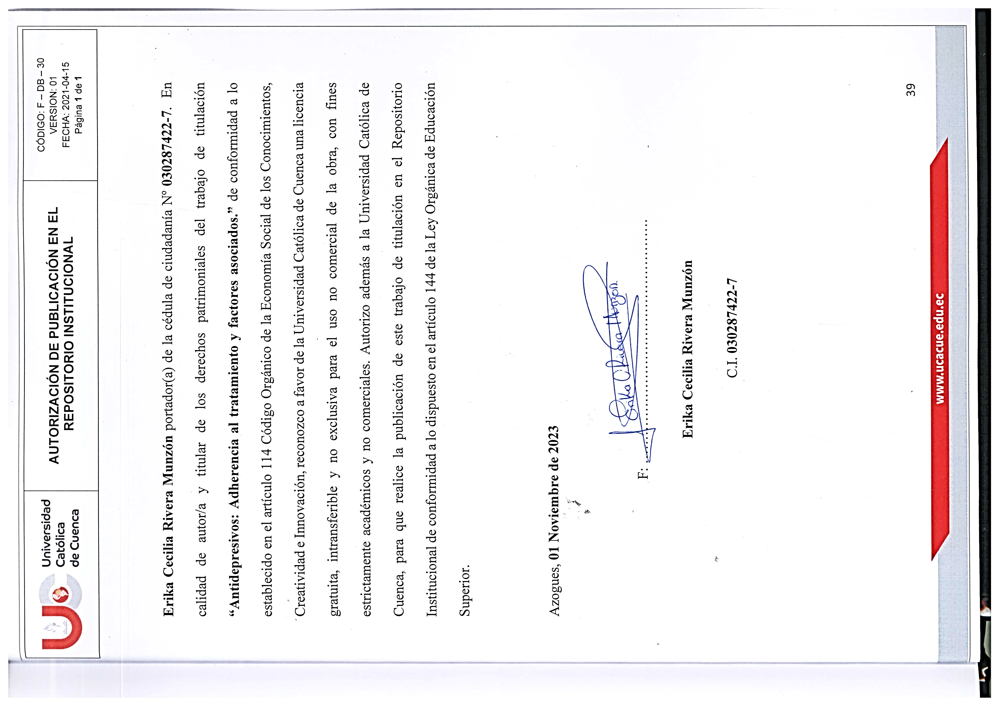 Universidad
Católica
de Cuenca
AUTORIZACIÓN DE PUBLICACIÓN EN EL
REPOSITORIO INSTITUCIONAL
CÓDIGO: F – DB – 30
VERSION: 01
FECHA: 2021-04-15
Página 1 de 1
Erika Cecilia Rivera Munzón portador(a) de la cédula de ciudadanía Nº 030287422-7. En
calidad de autor/a y titular de los derechos patrimoniales del trabajo de titulación
“Antidepresivos: Adherencia al tratamiento y factores asociados.” de conformidad a lo
establecido en el artículo 114 Código Orgánico de la Economía Social de los Conocimientos,
Creatividad e Innovación, reconozco a favor de la Universidad Católica de Cuenca una licencia
gratuita, intransferible y no exclusiva para el uso no comercial de la obra, con fines
estrictamente académicos y no comerciales. Autorizo además a la Universidad Católica de
Cuenca, para que realice la publicación de este trabajo de titulación en el Repositorio
Institucional de conformidad a lo dispuesto en el artículo 144 de la Ley Orgánica de Educación
Superior.
Azogues, 01 Noviembre de 2023
Erika C Rivera Munzon.
F: ............................................................
Erika Cecilia Rivera Munzón
C.I. 030287422-7
39
www.ucacue.edu.ec